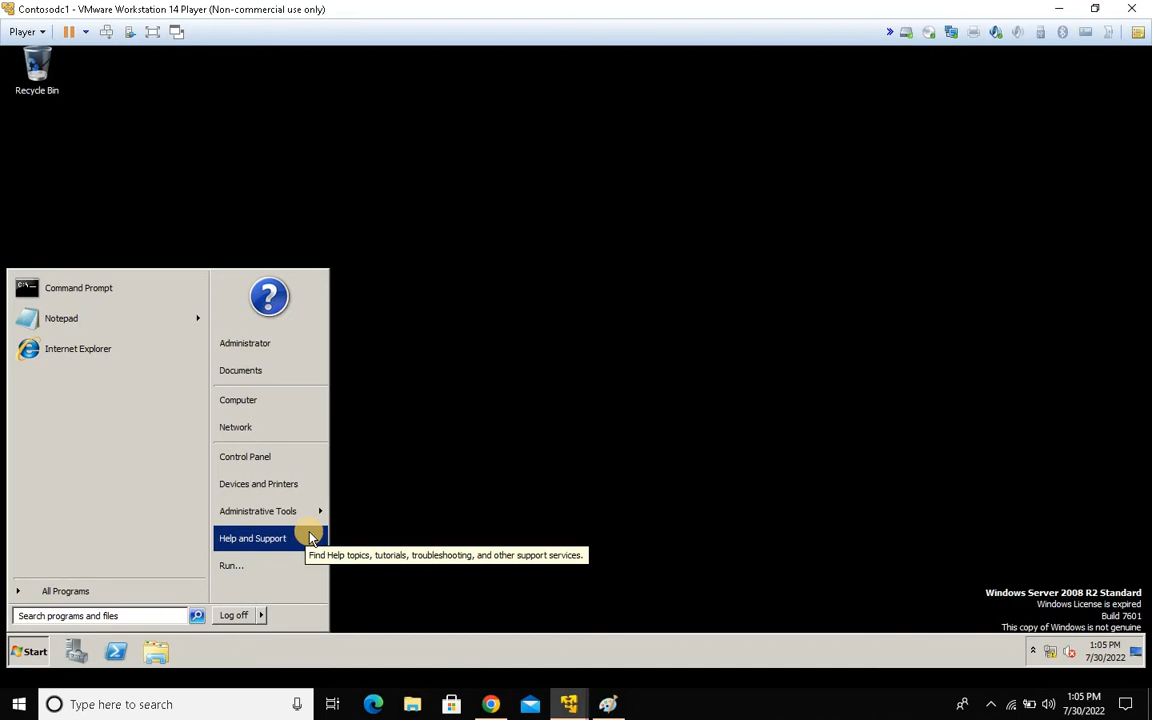 Contosodc1 - VMware Workstation 14 Player (Non-commercial use only)
Player
Recycle Bin
Command Prompt
Notepad
Internet Explorer
All Programs
Search programs and files
Administrator
Documents
Computer
Network
Control Panel
Devices and Printers
Administrative Tools
Help and Support
Find Help topics, tutorials, troubleshooting, and other support services.
Run...
Log off
Windows Server 2008 R2 Standard
Windows License is expired
Build 7601
This copy of Windows is not genuine
Start
1:05 PM
7/30/2022
Type here to search
1:05 PM
7/30/2022